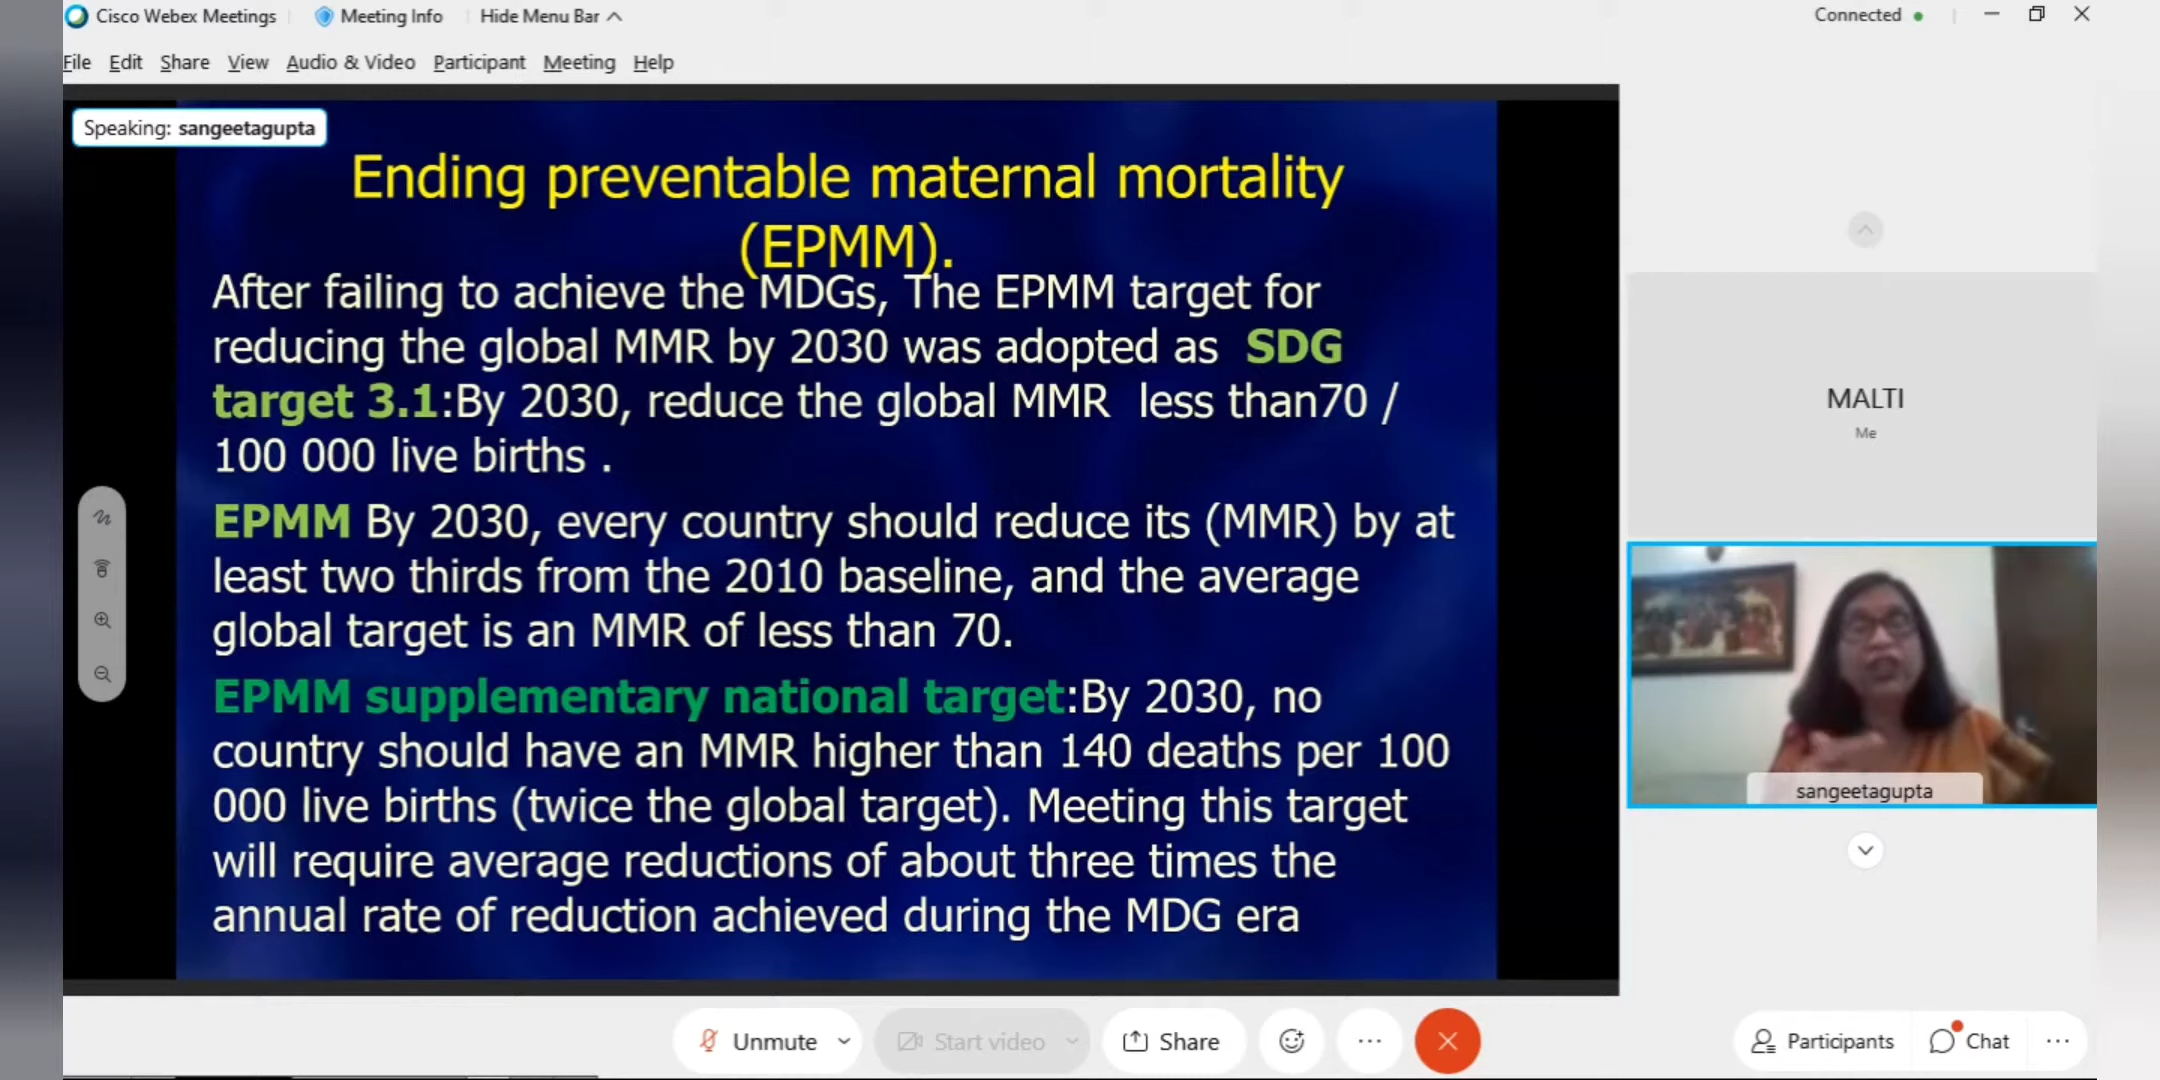 Cisco Webex Meetings
Meeting Info
Hide Menu Bar
Connected
File Edit Share View Audio & Video Participant Meeting Help
Speaking: sangeetagupta
Ending preventable maternal mortality
(EPMM).
After failing to achieve the MDGs, The EPMM target for
reducing the global MMR by 2030 was adopted as SDG
target 3.1:By 2030, reduce the global MMR less than70 /
100 000 live births .
EPMM By 2030, every country should reduce its (MMR) by at
least two thirds from the 2010 baseline, and the average
global target is an MMR of less than 70.
EPMM supplementary national target:By 2030, no
country should have an MMR higher than 140 deaths per 100
000 live births (twice the global target). Meeting this target
will require average reductions of about three times the
annual rate of reduction achieved during the MDG era
MALTI
Me
sangeetagupta
Unmute
Start video
Share
Participants
Chat